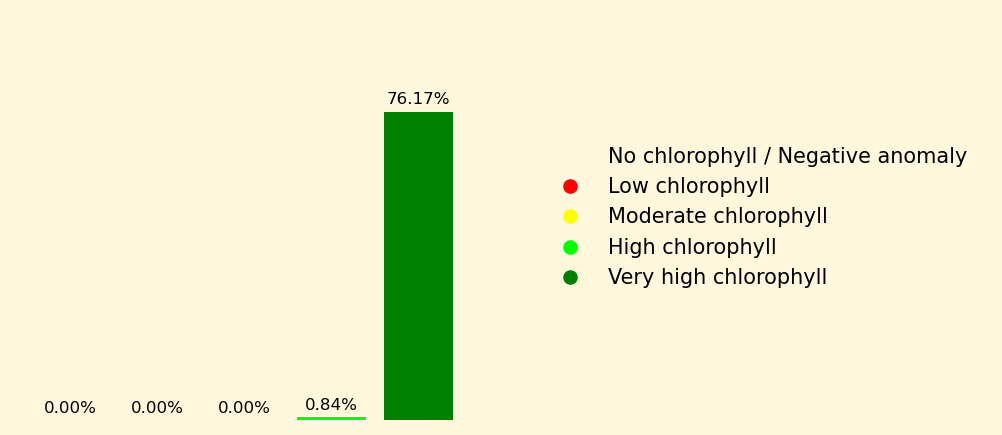 76.17%
No chlorophyll / Negative anomaly
Low chlorophyll
Moderate chlorophyll
High chlorophyll
Very high chlorophyll
0.00% 0.00% 0.00% 0.84%